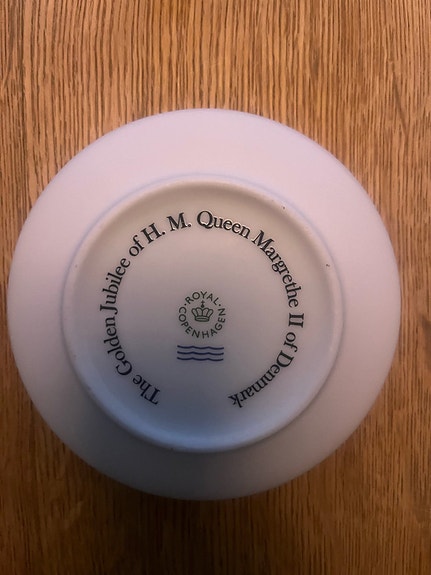 The Golden Jubilee of H. M. Queen Margrethe II of Denmark
ROYAL
COPENHAGEN